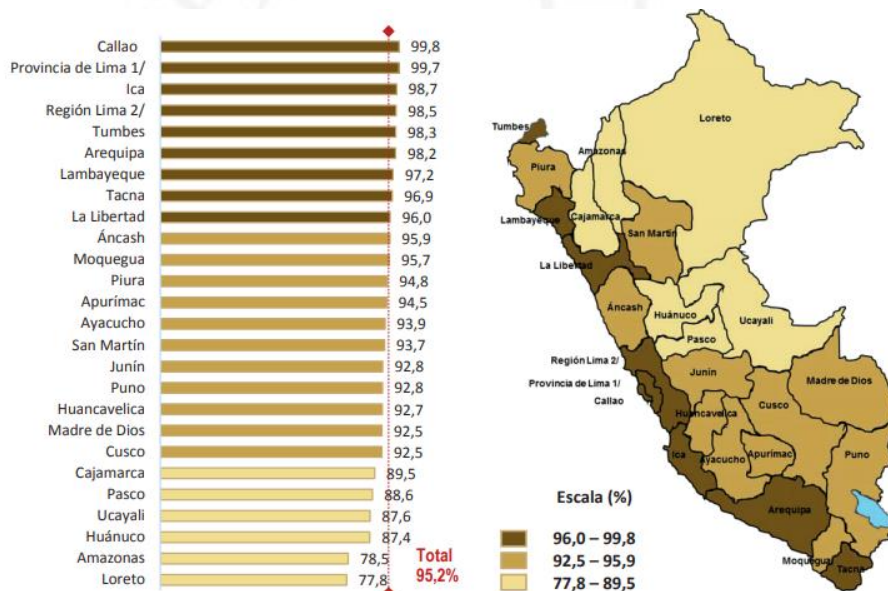 Callao 99,8
Provincia de Lima 1/ 99,7
Ica 98,7
Región Lima 2/ 98,5
Tumbes 98,3
Arequipa 98,2
Lambayeque 97,2
Tacna 96,9
La Libertad 96,0
Áncash 95,9
Moquegua 95,7
Piura 94,8
Apurímac 94,5
Ayacucho 93,9
San Martín 93,7
Junín 92,8
Puno 92,8
Huancavelica 92,7
Madre de Dios 92,5
Cusco 92,5
Cajamarca 89,5
Pasco 88,6
Ucayali 87,6
Huánuco 87,4
Amazonas 78,5
Loreto 77,8
Total
95,2%
Loreto
Tumbes
Amazonas
Piura
Lambayeque
Cajamarca
San Martín
La Libertad
Áncash
Huánuco
Ucayali
Pasco
Región Lima 2/
Junín
Madre de Dios
Provincia de Lima 1/
Callao
Cusco
Huancavelica
Ica
Ayacucho
Apurímac
Puno
Arequipa
Moquegua
Tacna
Escala (%)
96,0 – 99,8
92,5 – 95,9
77,8 – 89,5